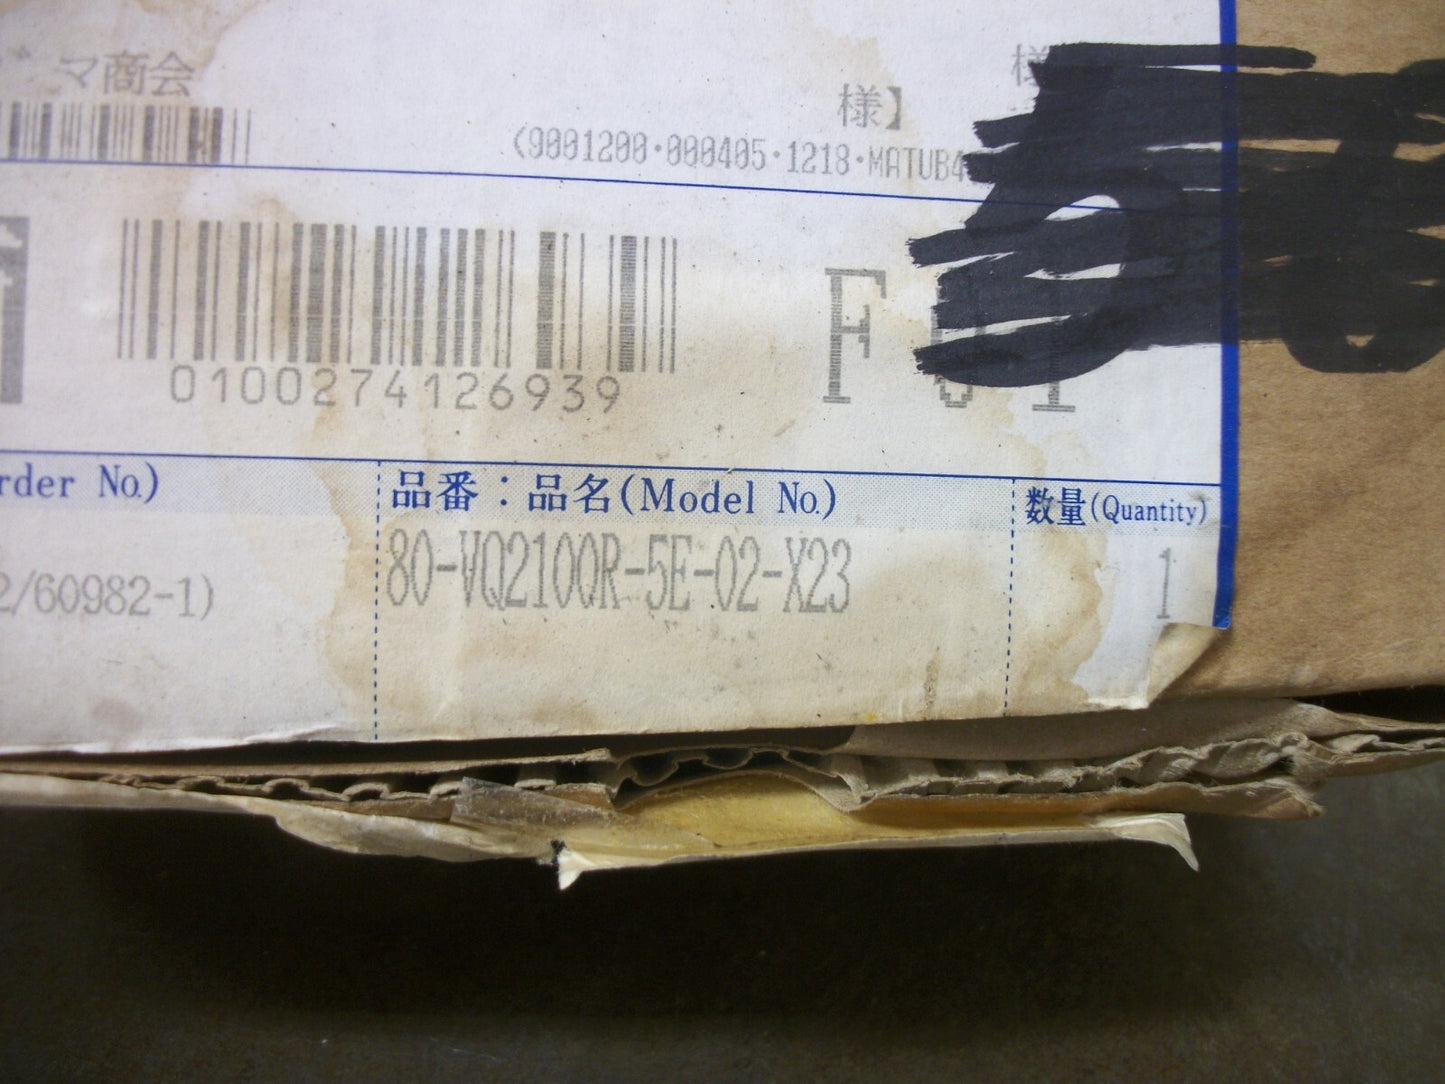 マ商会
様
様】
(9001200・000405・1218・MATUB4
0100274126939
F 01
rder No.)
品番：品名(Model No.)
数量(Quantity)
2/60982-1)
80-VQ2100R-5E-02-X23
1